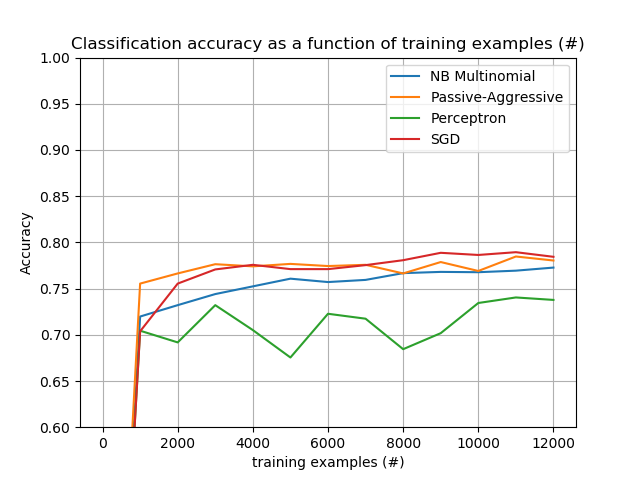 Classification accuracy as a function of training examples (#)
1.00
0.95
0.90
0.85
0.80
0.75
0.70
0.65
0.60
Accuracy
NB Multinomial
Passive-Aggressive
Perceptron
SGD
0 2000 4000 6000 8000 10000 12000
training examples (#)